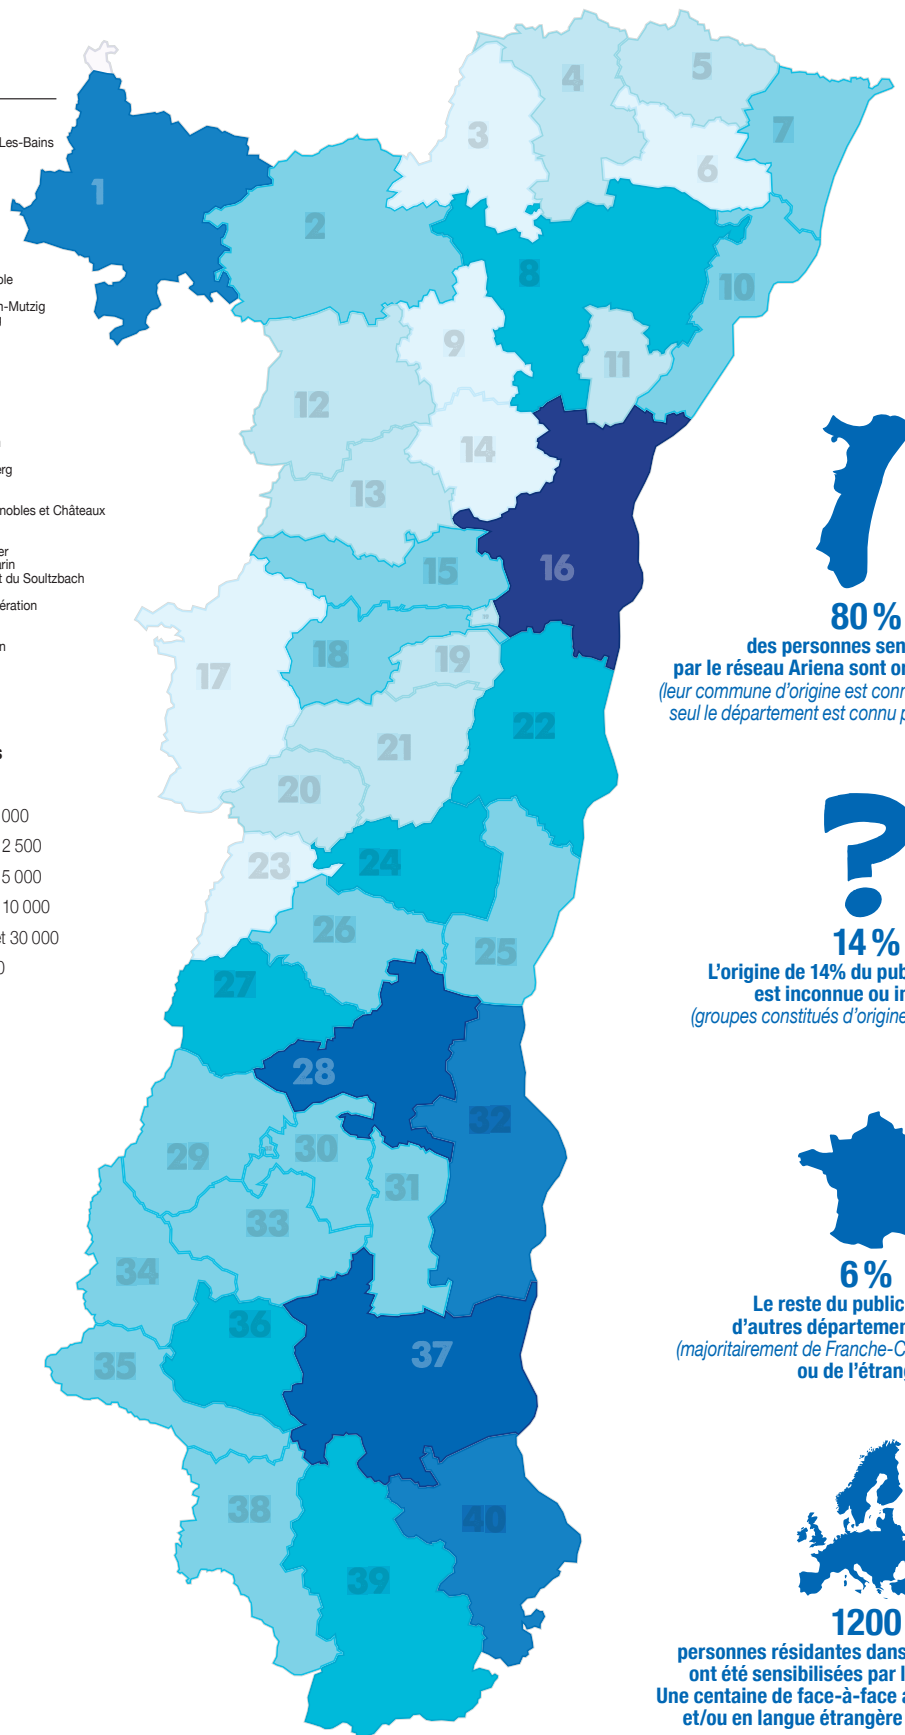 Les-Bains
ble
n-Mutzig
g
n
erg
nobles et Châteaux
er
arin
t du Soultzbach
ération
n
s
000
2 500
5 000
10 000
et 30 000
0
1
2
3
4
5
6
7
8
9
10
11
12
13
14
15
16
17
18
19
20
21
22
23
24
25
26
27
28
29
30
31
32
33
34
35
36
37
38
39
40
80 %
des personnes sen
par le réseau Ariena sont or
(leur commune d'origine est conn
seul le département est connu p
?
14 %
L'origine de 14% du pub
est inconnue ou in
(groupes constitués d'origine
6 %
Le reste du public
d'autres départemen
(majoritairement de Franche-C
ou de l'étrang
1200
personnes résidantes dans
ont été sensibilisées par l
Une centaine de face-à-face a
et/ou en langue étrangère